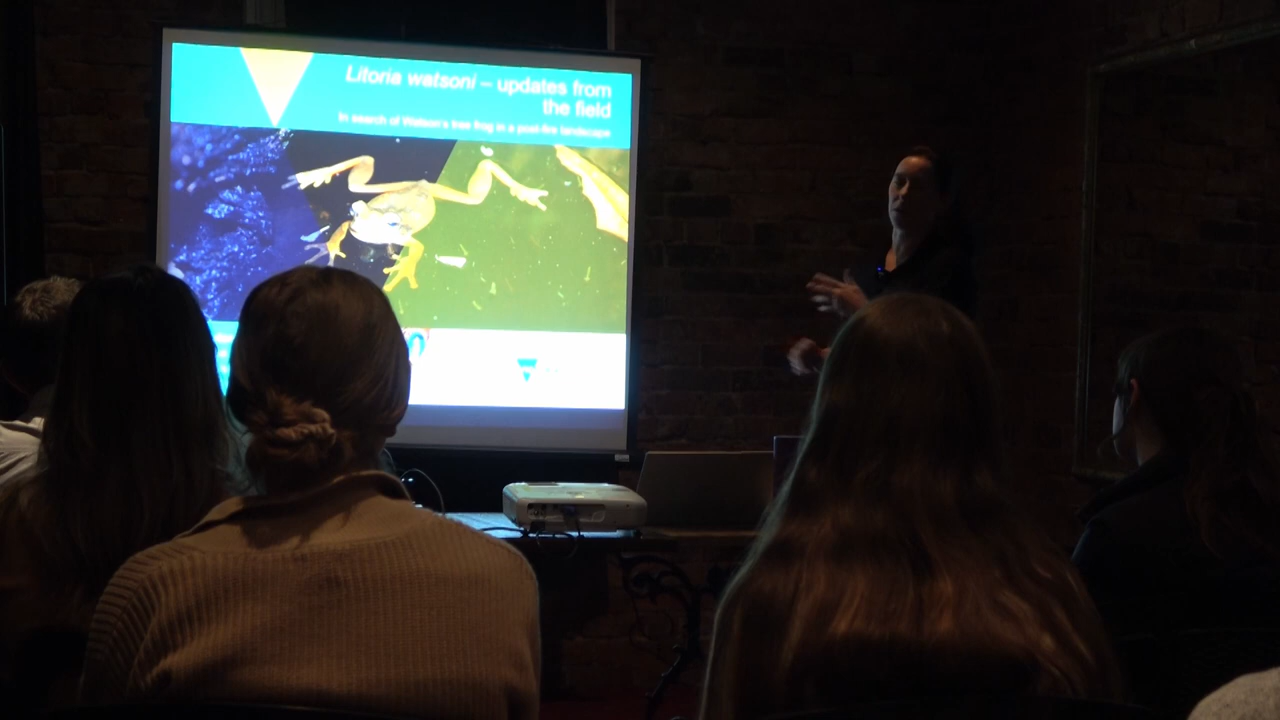 Litoria watsoni – updates from
the field
In search of Watson's tree frog in a post-fire landscape